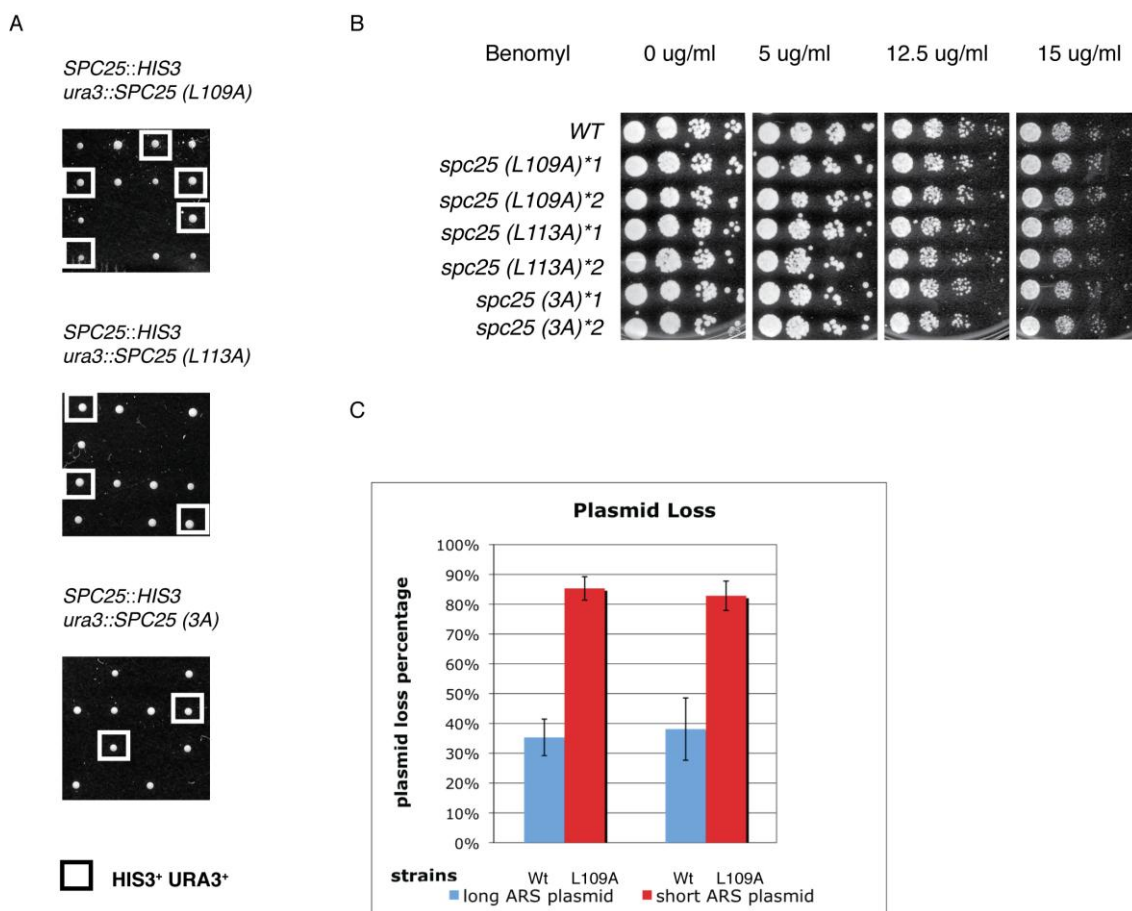 A
SPC25::HIS3
ura3::SPC25 (L109A)
SPC25::HIS3
ura3::SPC25 (L113A)
SPC25::HIS3
ura3::SPC25 (3A)
HIS3+ URA3+
B
Benomyl 0 ug/ml 5 ug/ml 12.5 ug/ml 15 ug/ml
WT
spc25 (L109A)*1
spc25 (L109A)*2
spc25 (L113A)*1
spc25 (L113A)*2
spc25 (3A)*1
spc25 (3A)*2
C
Plasmid Loss
plasmid loss percentage
100%
90%
80%
70%
60%
50%
40%
30%
20%
10%
0%
strains Wt L109A Wt L109A
long ARS plasmid short ARS plasmid